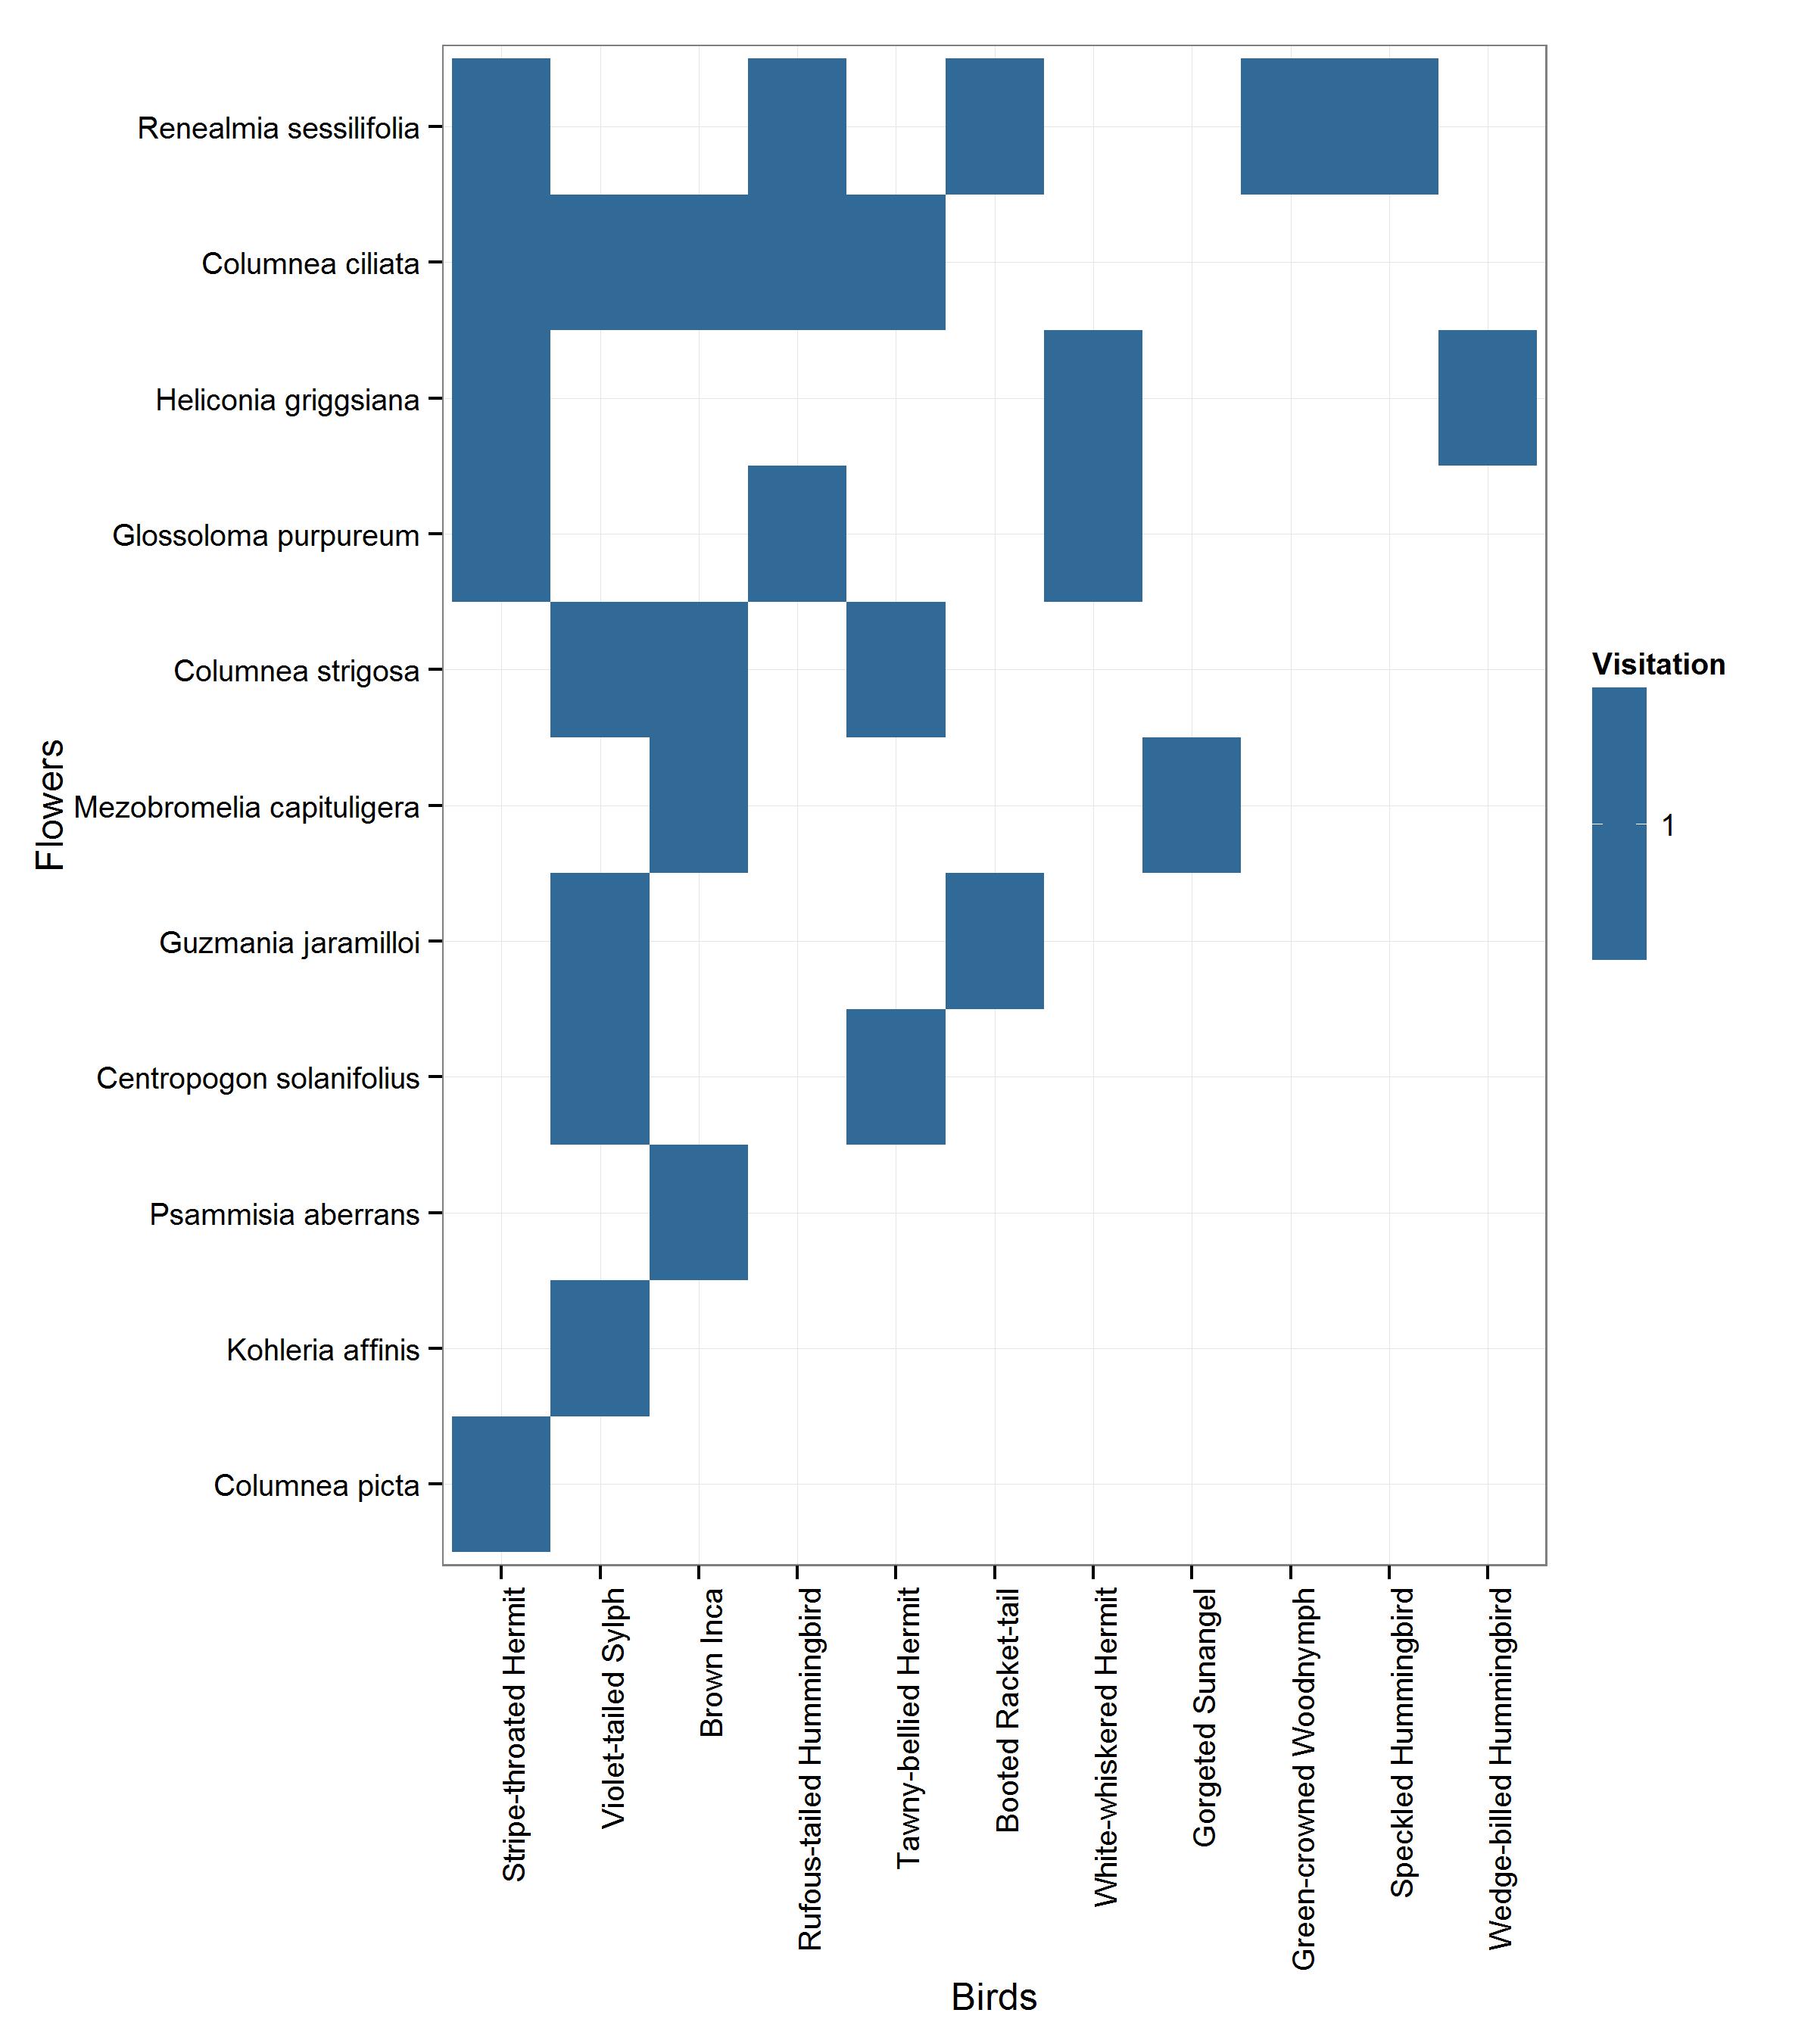 Renealmia sessilifolia
Columnea ciliata
Heliconia griggsiana
Glossoloma purpureum
Columnea strigosa
Mezobromelia capituligera
Guzmania jaramilloi
Centropogon solanifolius
Psammisia aberrans
Kohleria affinis
Columnea picta
Flowers
Stripe-throated Hermit
Violet-tailed Sylph
Brown Inca
Rufous-tailed Hummingbird
Tawny-bellied Hermit
Booted Racket-tail
White-whiskered Hermit
Gorgeted Sunangel
Green-crowned Woodnymph
Speckled Hummingbird
Wedge-billed Hummingbird
Birds
Visitation
1